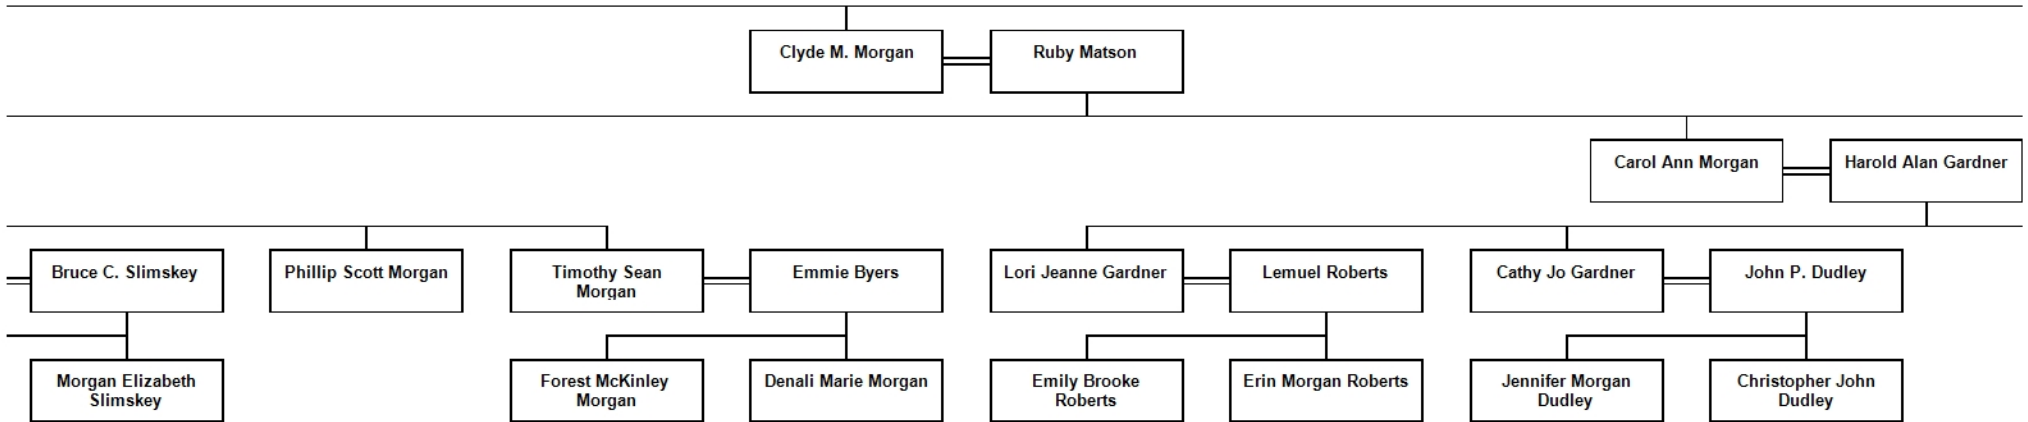 Clyde M. Morgan
Ruby Matson
Carol Ann Morgan
Harold Alan Gardner
Bruce C. Slimskey
Phillip Scott Morgan
Timothy Sean
Morgan
Emmie Byers
Lori Jeanne Gardner
Lemuel Roberts
Cathy Jo Gardner
John P. Dudley
Morgan Elizabeth
Slimskey
Forest McKinley
Morgan
Denali Marie Morgan
Emily Brooke
Roberts
Erin Morgan Roberts
Jennifer Morgan
Dudley
Christopher John
Dudley